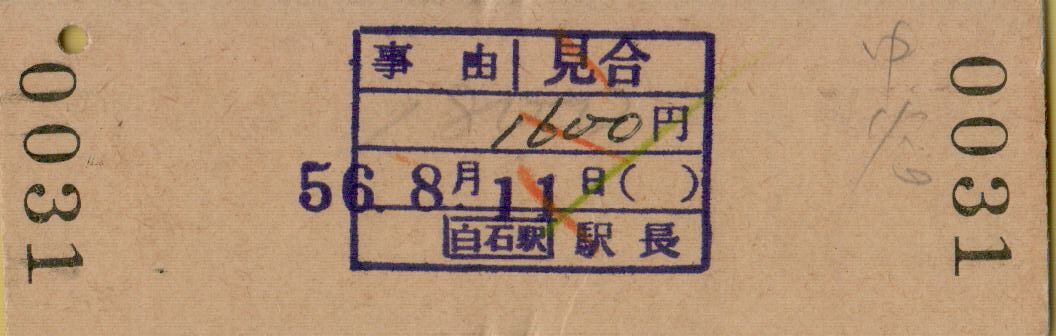 0031
事由 見合
1600円
56.8月11日( )
白石駅 駅長
0031